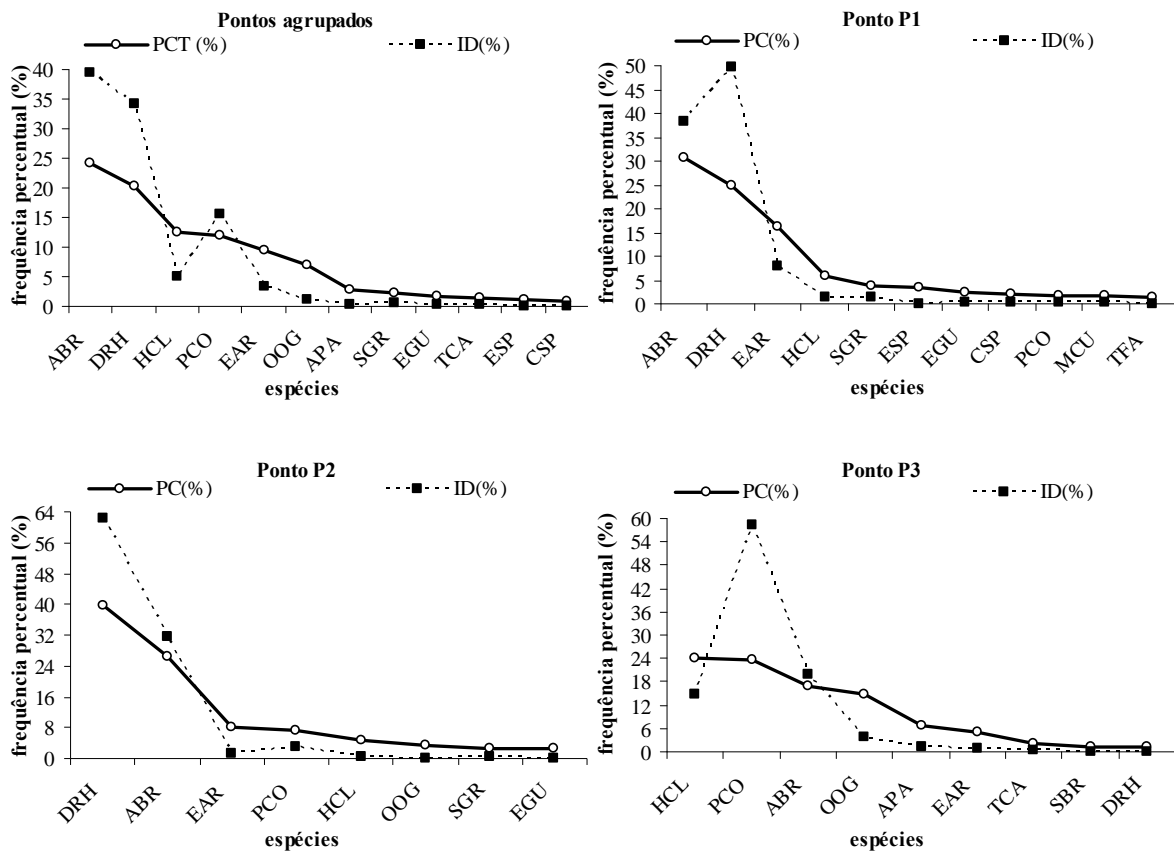 Pontos agrupados
PCT (%) ID(%)
frequência percentual (%)
40
35
30
25
20
15
10
5
0
ABR DRH HCL PCO EAR OOG APA SGR EGU TCA ESP CSP
espécies
Ponto P1
PC(%) ID(%)
frequência percentual (%)
50
45
40
35
30
25
20
15
10
5
0
ABR DRH EAR HCL SGR ESP EGU CSP PCO MCU TFA
espécies
Ponto P2
PC(%) ID(%)
frequência percentual (%)
64
56
48
40
32
24
16
8
0
DRH ABR EAR PCO HCL OOG SGR EGU
espécies
Ponto P3
PC(%) ID(%)
frequência percentual (%)
60
54
48
42
36
30
24
18
12
6
0
HCL PCO ABR OOG APA EAR TCA SBR DRH
espécies